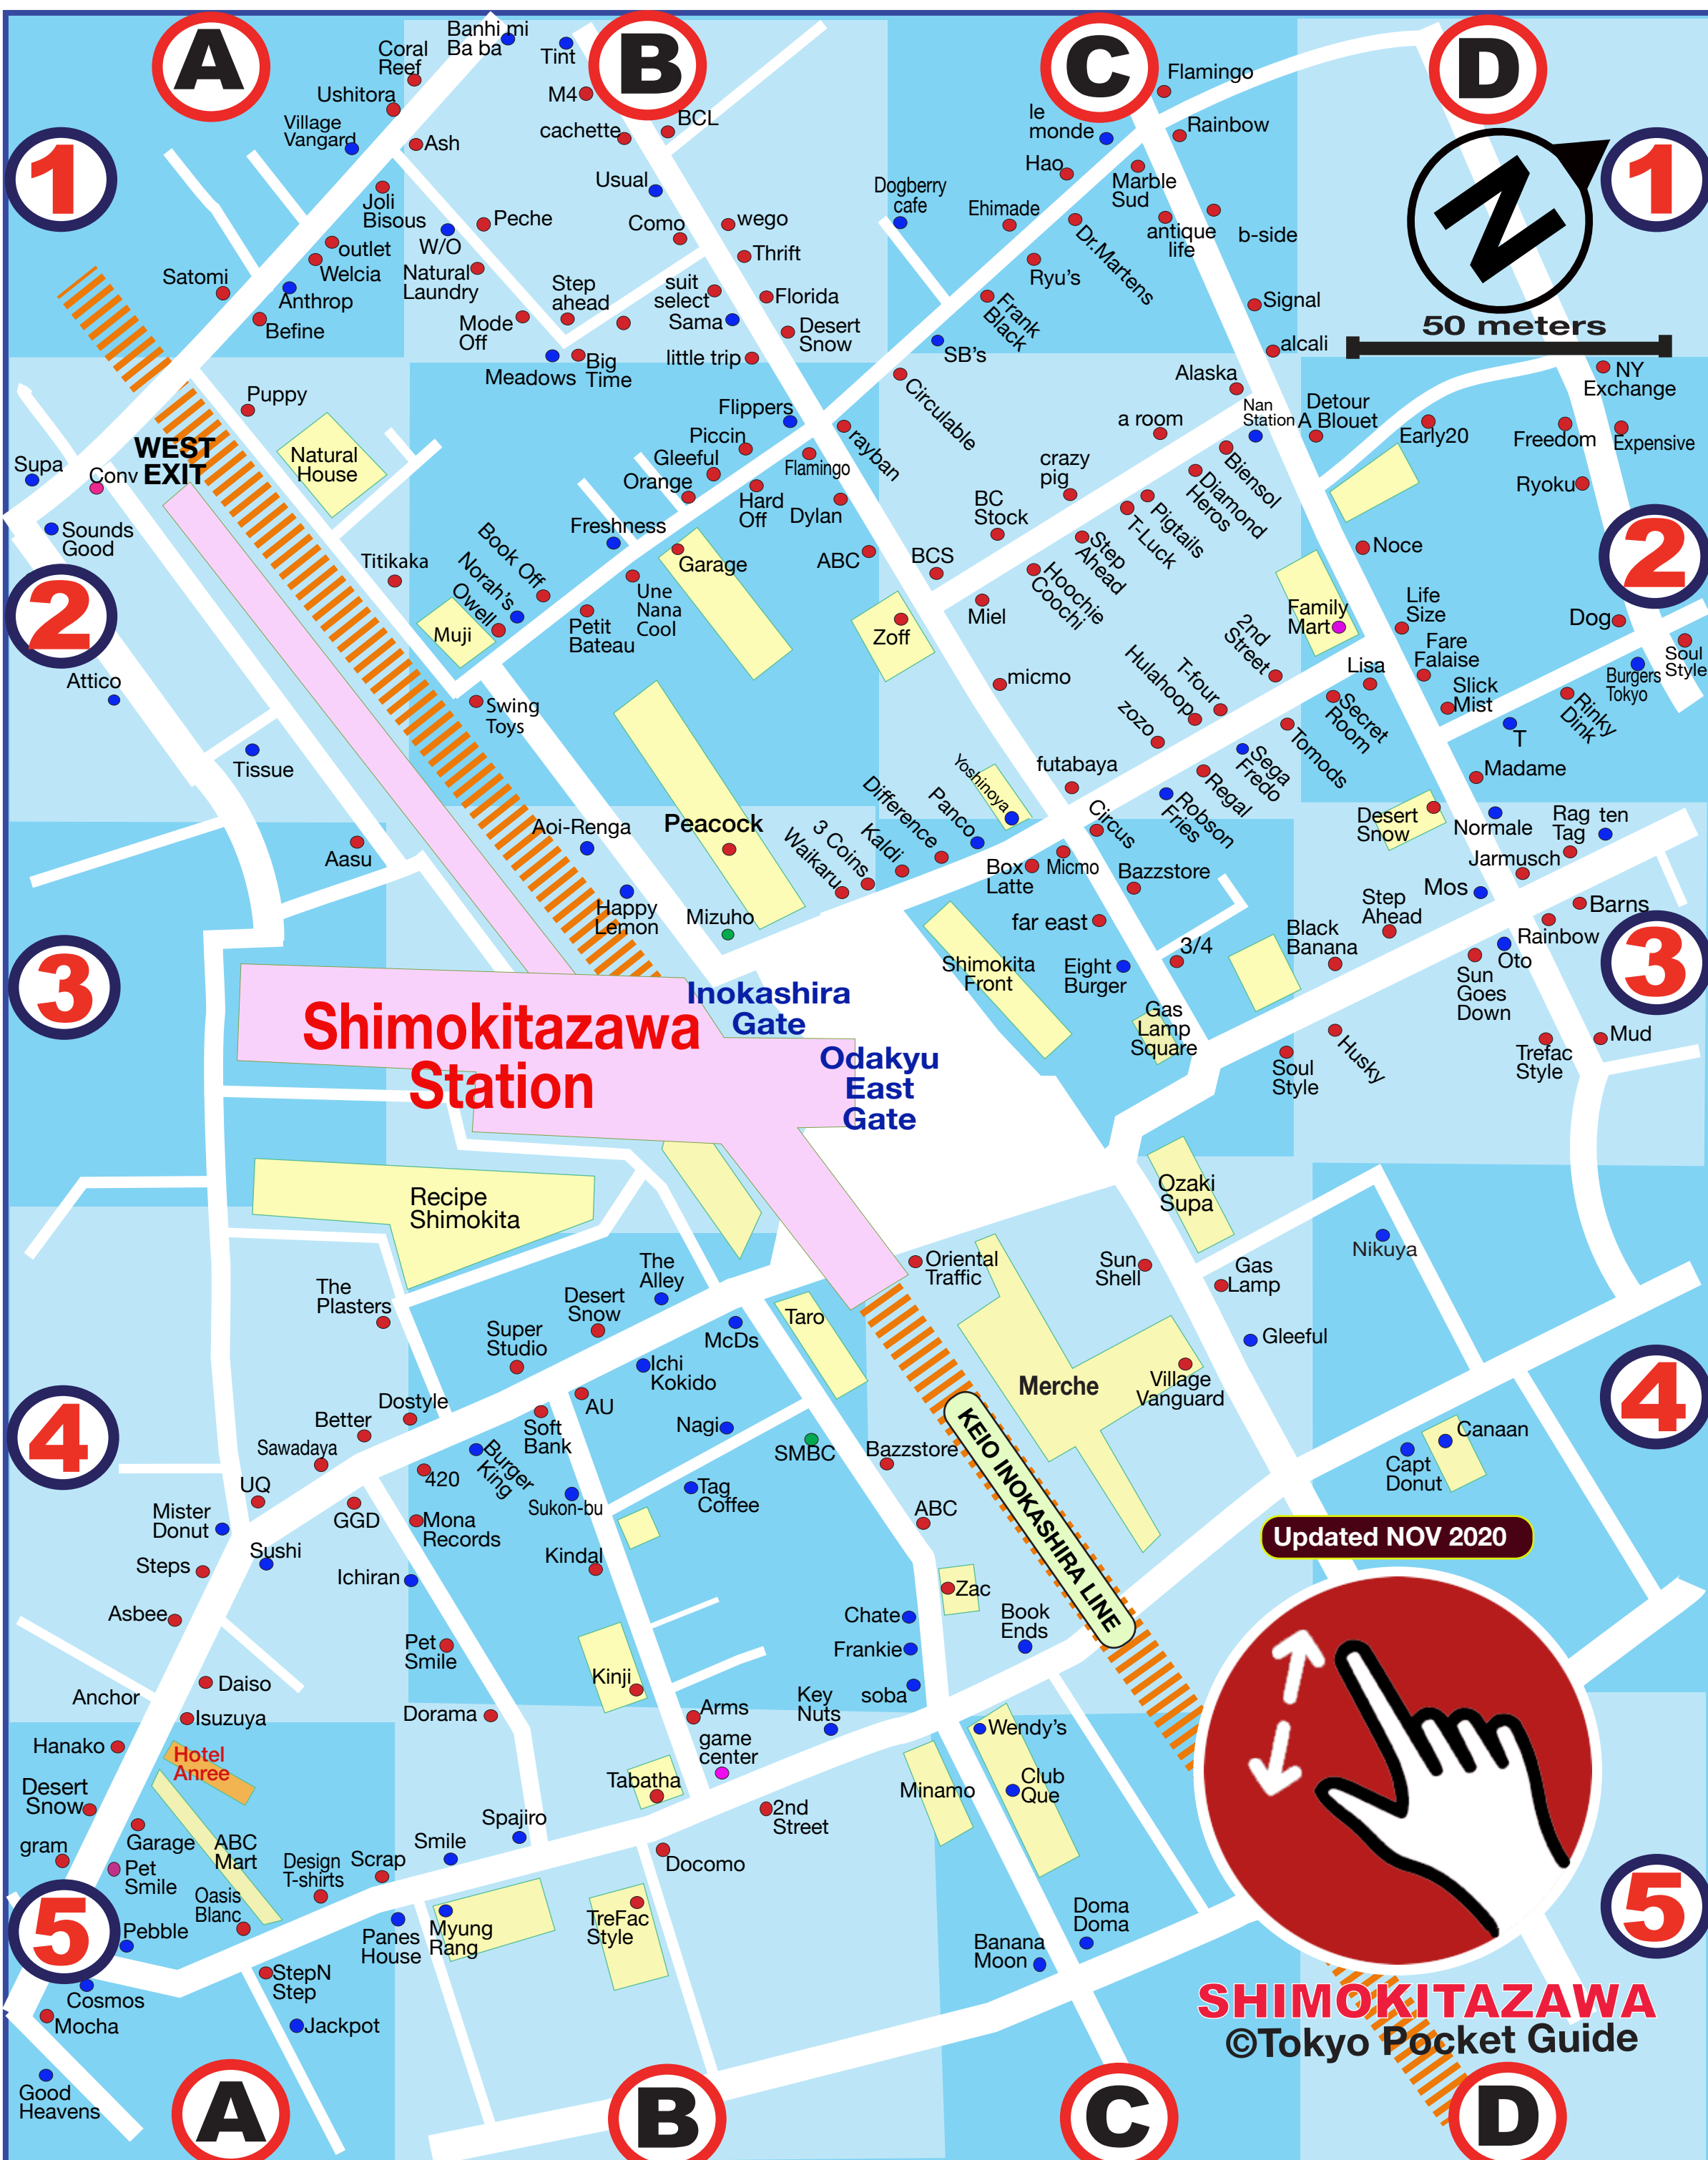 A
B
C
D
1
1
Banhi mi
Ba ba
Coral
Reef
Tint
Ushitora
M4
Village
Vangard
Ash
cachette
BCL
Flamingo
le
monde
Rainbow
Joli
Bisous
Usual
Hao
Marble
Sud
Dogberry
cafe
W/O
Peche
Como
wego
Ehimade
Dr.Martens
antique
life
b-side
outlet
Welcia
Satomi
Anthrop
Natural
Laundry
Thrift
Ryu's
Befine
Mode
Off
Step
ahead
suit
select
Sama
Florida
Desert
Snow
Frank
Black
Signal
N
50 meters
Meadows
Big
Time
little trip
SB's
alcali
Puppy
Flippers
Circulable
Alaska
NY
Exchange
WEST
EXIT
Natural
House
Piccin
Gleeful
Orange
rayban
Flamingo
a room
Nan
Station
Detour
A Blouet
Early20
Freedom
Expensive
Supa
Conv
Hard
Off
Dylan
crazy
pig
Biensol
Diamond
Heros
Ryoku
Sounds
Good
Freshness
BC
Stock
Pigtails
T-Luck
2
2
Book Off
Norah's
Owell
Garage
ABC
BCS
Step
Ahead
Noce
Titikaka
Une
Nana
Cool
Hoochie
Coochi
Muji
Petit
Bateau
Zoff
Miel
Family
Mart
Life
Size
Dog
2nd
Street
Fare
Falaise
Soul
Style
Attico
Swing
Toys
micmo
T-four
Hulahoop
Lisa
Slick
Mist
Burgers
Tokyo
Tissue
zozo
Secret
Room
Rinky
Dink
T
futabaya
Sega
Fredo
Tomods
Madame
Yoshinoya
Regal
Aasu
Aoi-Renga
Peacock
Difference
Panco
Circus
Robson
Fries
Desert
Snow
Normale
Rag
Tag
ten
3 Coins
Waikaru
Kaldi
Box
Latte
Micmo
Bazzstore
Jarmusch
Happy
Lemon
Mizuho
far east
Step
Ahead
Mos
Barns
3
3
Shimokita
Front
Eight
Burger
3/4
Black
Banana
Rainbow
Oto
Inokashira
Gate
Sun
Goes
Down
Shimokitazawa
Station
Gas
Lamp
Square
Odakyu
East
Gate
Husky
Soul
Style
Trefac
Style
Mud
Recipe
Shimokita
Ozaki
Supa
The
Alley
Oriental
Traffic
Sun
Shell
Gas
Lamp
Nikuya
The
Plasters
Desert
Snow
Taro
Super
Studio
McDs
Gleeful
4
4
Ichi
Kokido
Merche
Village
Vanguard
Dostyle
AU
Better
Soft
Bank
Nagi
Sawadaya
Burger
King
SMBC
Bazzstore
Canaan
Capt
Donut
UQ
420
Sukon-bu
Tag
Coffee
KEIO INOKASHIRA LINE
Mister
Donut
GGD
Mona
Records
ABC
Updated NOV 2020
Sushi
Steps
Ichiran
Kindal
Zac
Asbee
Pet
Smile
Chate
Book
Ends
Frankie
Daiso
Kinji
soba
Anchor
Isuzuya
Dorama
Arms
Key
Nuts
Wendy's
Hanako
Hotel
Anree
game
center
Desert
Snow
Tabatha
Minamo
Club
Que
gram
Garage
ABC
Mart
Spajiro
2nd
Street
Smile
Pet
Smile
Design
T-shirts
Scrap
Docomo
5
5
Oasis
Blanc
Pebble
Panes
House
Myung
Rang
TreFac
Style
Doma
Doma
Banana
Moon
StepN
Step
Cosmos
Mocha
Jackpot
SHIMOKITAZAWA
©Tokyo Pocket Guide
Good
Heavens
A
B
C
D